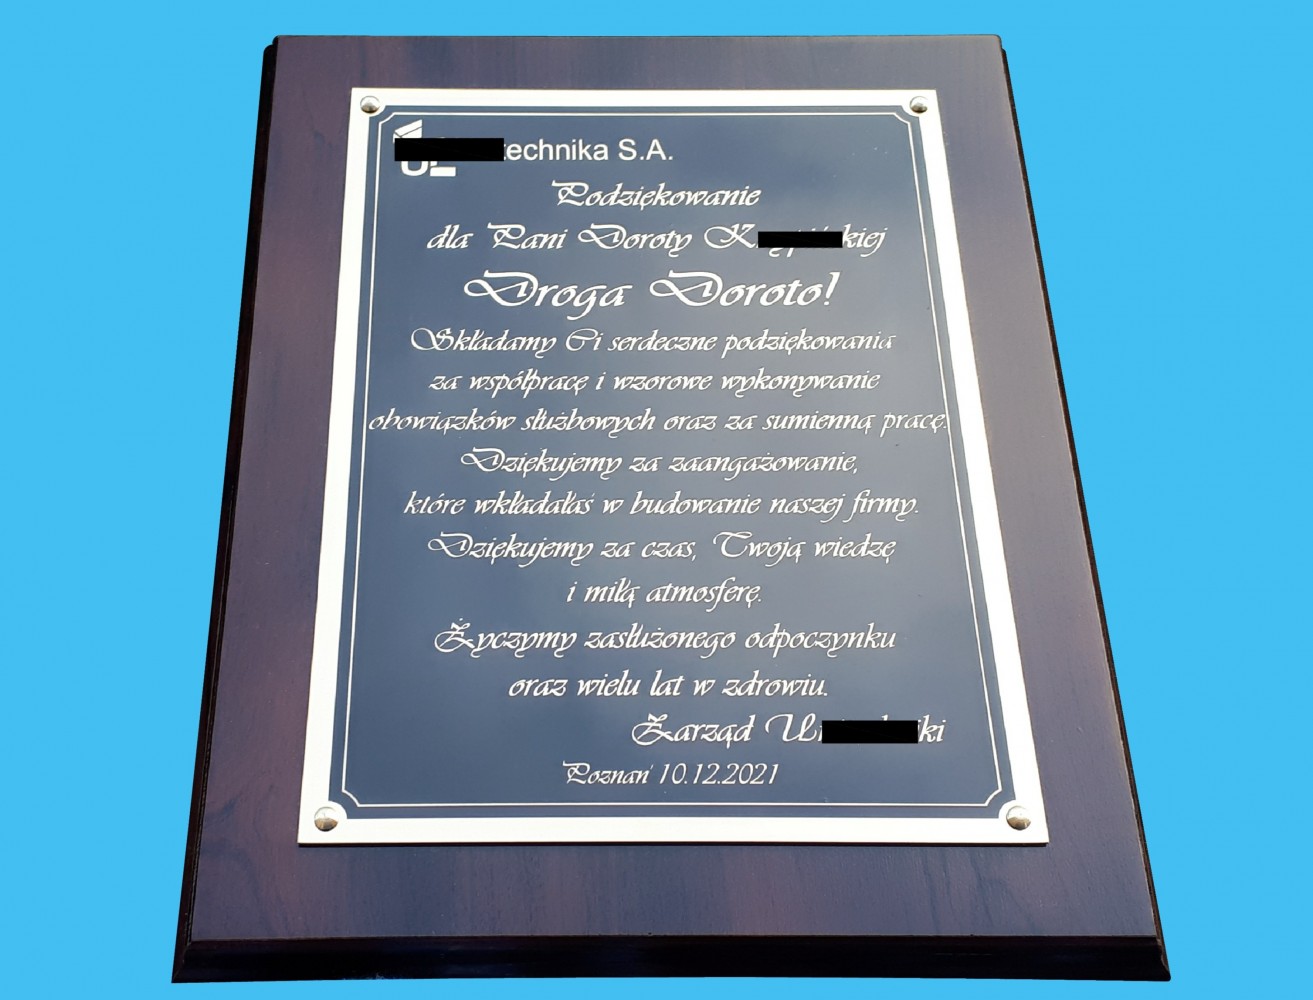 technika S.A.
Podziękowanie
dla Pani Doroty
Droga Doroto!
Składamy Ci serdeczne podziękowania
za współpracę i wzorowe wykonywanie
obowiązków służbowych oraz za sumienną pracę.
Dziękujemy za zaangażowanie,
które wkładałaś w budowanie naszej firmy.
Dziękujemy za czas, Twoją wiedzę
i miłą atmosferę.
Życzymy zasłużonego odpoczynku
oraz wielu lat w zdrowiu.
Zarząd
Poznań 10.12.2021